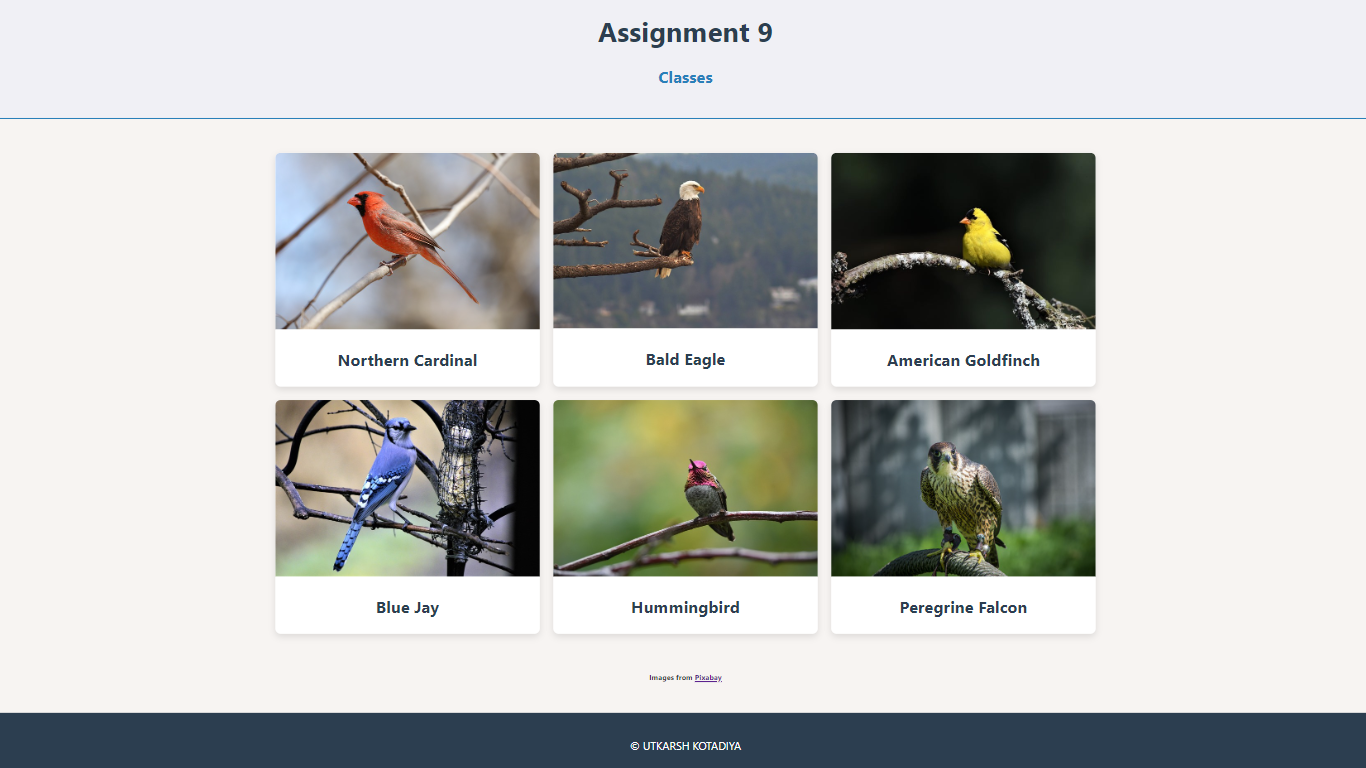 Assignment 9
Classes
Northern Cardinal
Bald Eagle
American Goldfinch
Blue Jay
Hummingbird
Peregrine Falcon
Images from Pixabay
© UTKARSH KOTADIYA